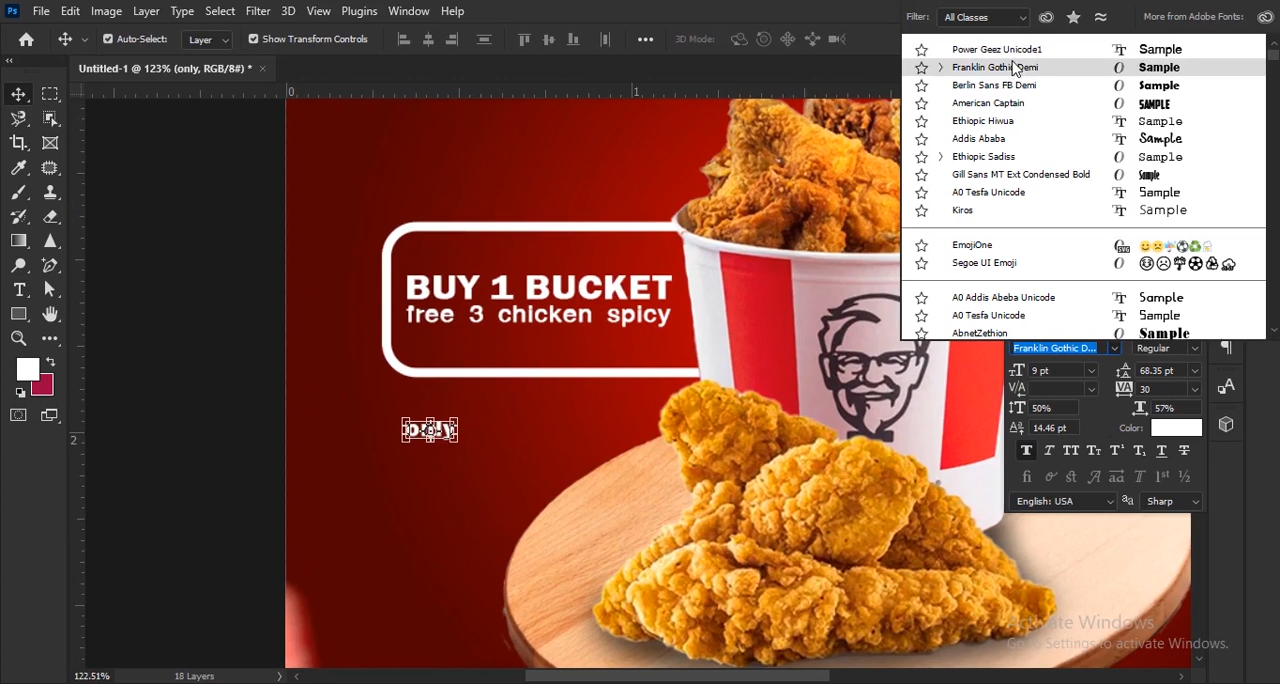 Ps File Edit Image Layer Type Select Filter 3D View Plugins Window Help
Auto-Select: Layer Show Transform Controls 3D Mode:
Untitled-1 @ 123% (only, RGB/8#) *
0 1
2
Filter: All Classes More from Adobe Fonts:
Power Geez Unicode1 Sample
Franklin Gothic Demi Sample
Berlin Sans FB Demi Sample
American Captain SAMPLE
Ethiopic Hiwua Sample
Addis Ababa Sample
Ethiopic Sadiss Sample
Gill Sans MT Ext Condensed Bold Sample
A0 Tesfa Unicode Sample
Kiros Sample
EmojiOne
Segoe UI Emoji
A0 Addis Abeba Unicode Sample
A0 Tesfa Unicode Sample
AbnetZethion Sample
BUY 1 BUCKET
free 3 chicken spicy
only
Franklin Gothic D... Regular
9 pt 68.35 pt
30
50% 57%
14.46 pt Color:
English: USA Sharp
Activate Windows
Go to Settings to activate Windows.
122.51% 18 Layers